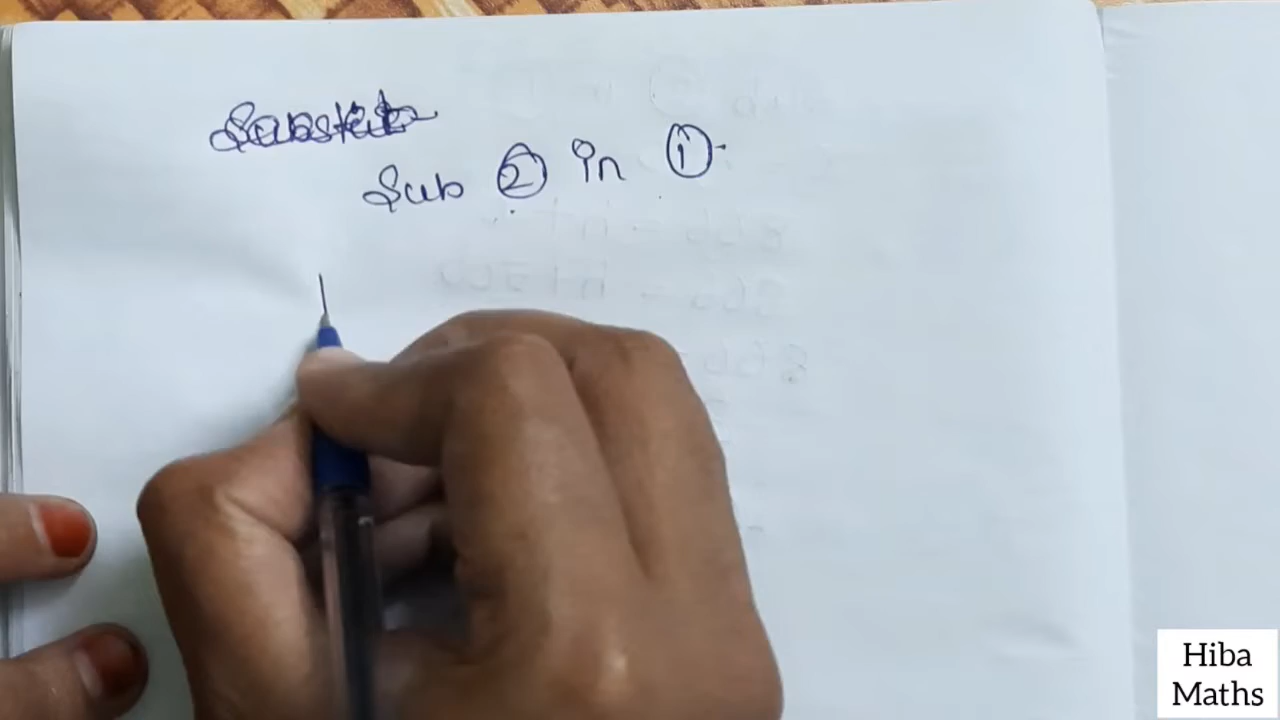 Sub ② in ①.
Hiba
Maths